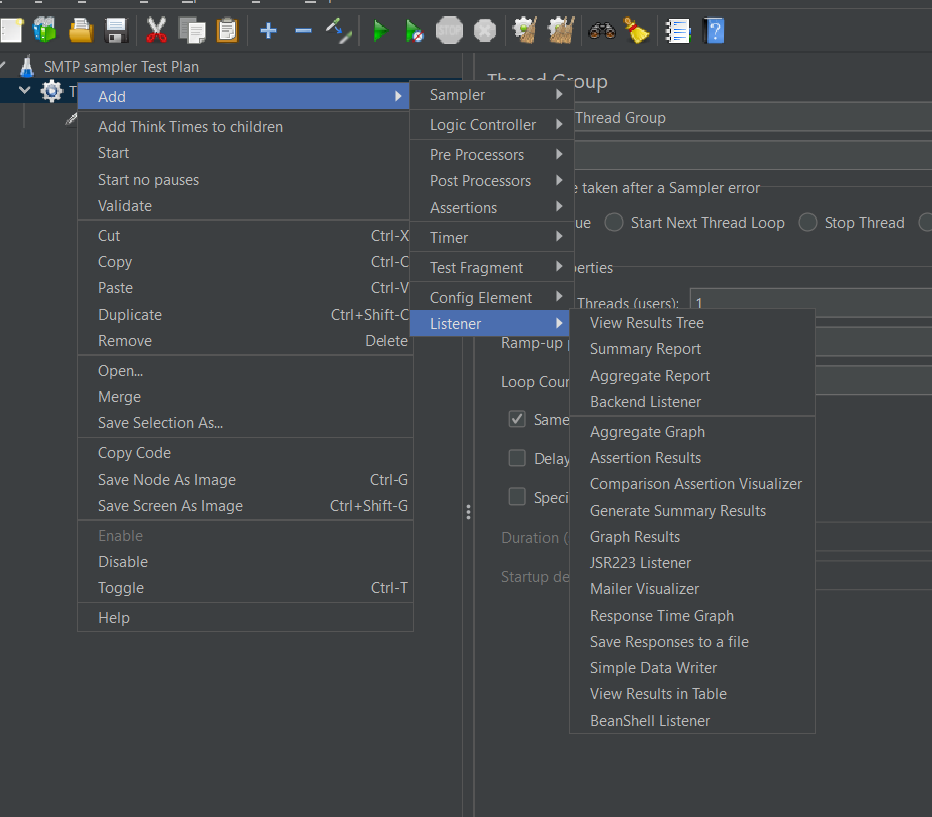 SMTP sampler Test Plan
T
Thread Group
Add
Add Think Times to children
Start
Start no pauses
Validate
Cut Ctrl-X
Copy Ctrl-C
Paste Ctrl-V
Duplicate Ctrl+Shift-C
Remove Delete
Open...
Merge
Save Selection As...
Copy Code
Save Node As Image Ctrl-G
Save Screen As Image Ctrl+Shift-G
Enable
Disable
Toggle Ctrl-T
Help
Sampler
Logic Controller
Pre Processors
Post Processors
Assertions
Timer
Test Fragment
Config Element
Listener
View Results Tree
Summary Report
Aggregate Report
Backend Listener
Aggregate Graph
Assertion Results
Comparison Assertion Visualizer
Generate Summary Results
Graph Results
JSR223 Listener
Mailer Visualizer
Response Time Graph
Save Responses to a file
Simple Data Writer
View Results in Table
BeanShell Listener
Thread Group
e taken after a Sampler error
ue Start Next Thread Loop Stop Thread
perties
Threads (users): 1
Ramp-up
Loop Coun
Same
Delay
Speci
Duration (
Startup de
STOP